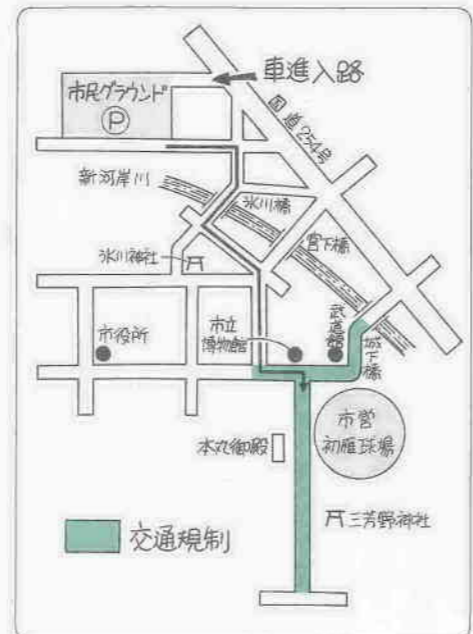 車進入路
市民グラウンド
P
国道254号
新河岸川
氷川橋
宮下橋
氷川神社
市役所
市立
博物館
武道館
城下橋
市営
初雁球場
本丸御殿
三芳野神社
交通規制